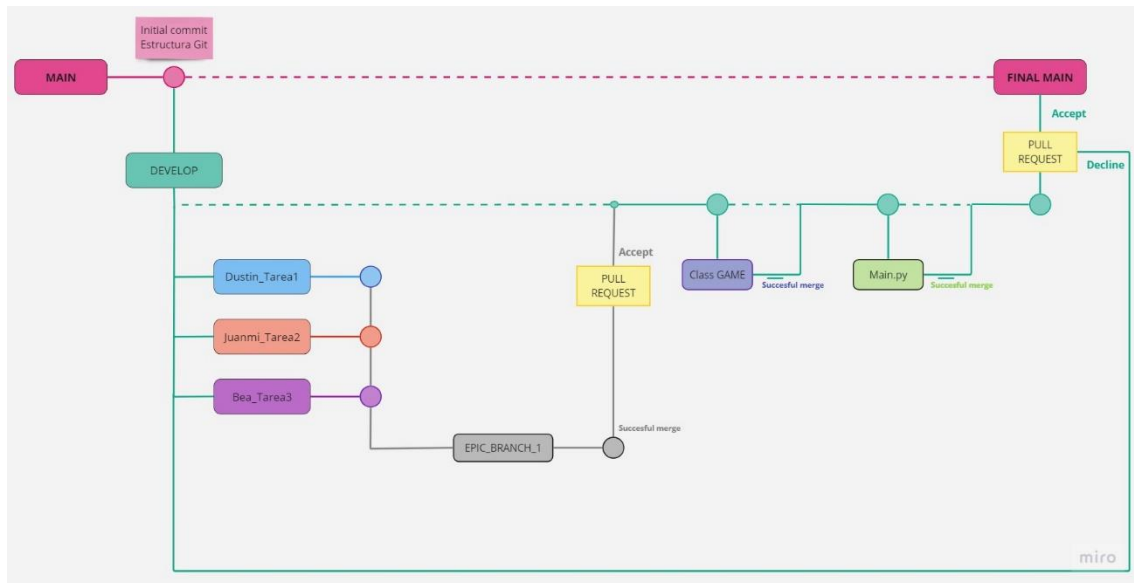 Initial commit
Estructura Git
MAIN
FINAL MAIN
Accept
PULL
REQUEST
Decline
DEVELOP
Accept
Dustin_Tarea1
PULL
REQUEST
Class GAME
Succesful merge
Main.py
Succesful merge
Juanmi_Tarea2
Bea_Tarea3
Succesful merge
EPIC_BRANCH_1
miro